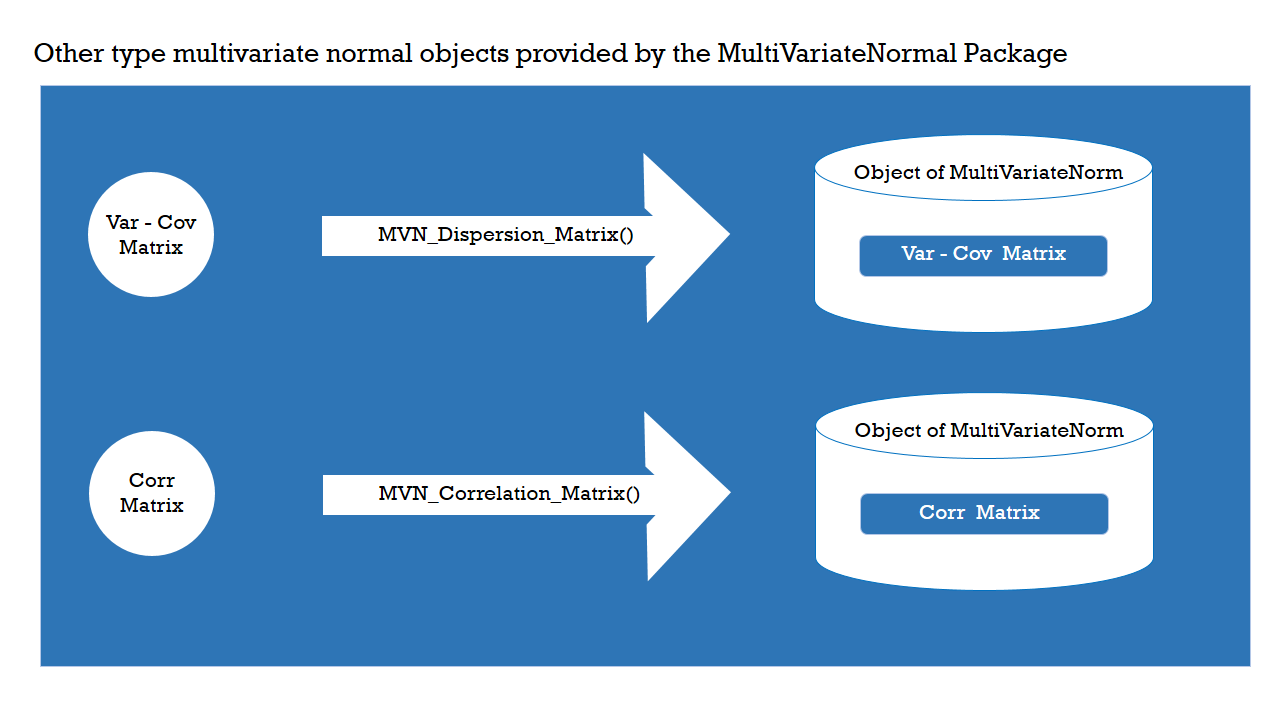 Other type multivariate normal objects provided by the MultiVariateNormal Package
Object of MultiVariateNorm
Var - Cov
Matrix
MVN_Dispersion_Matrix()
Var - Cov  Matrix
Object of MultiVariateNorm
Corr
Matrix
MVN_Correlation_Matrix()
Corr  Matrix